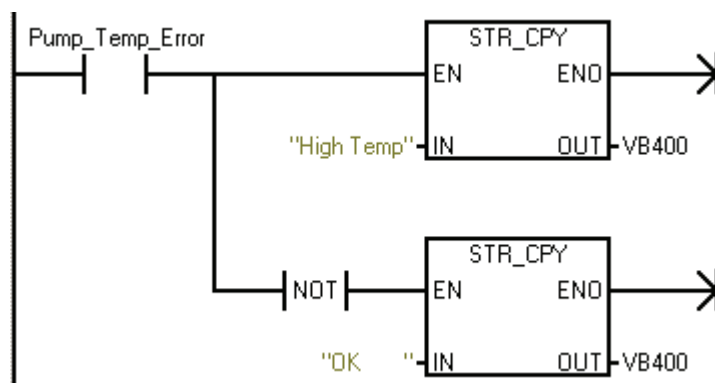 Pump_Temp_Error
STR_CPY
EN ENO
"High Temp" IN OUT VB400
STR_CPY
NOT EN ENO
"OK       " IN OUT VB400